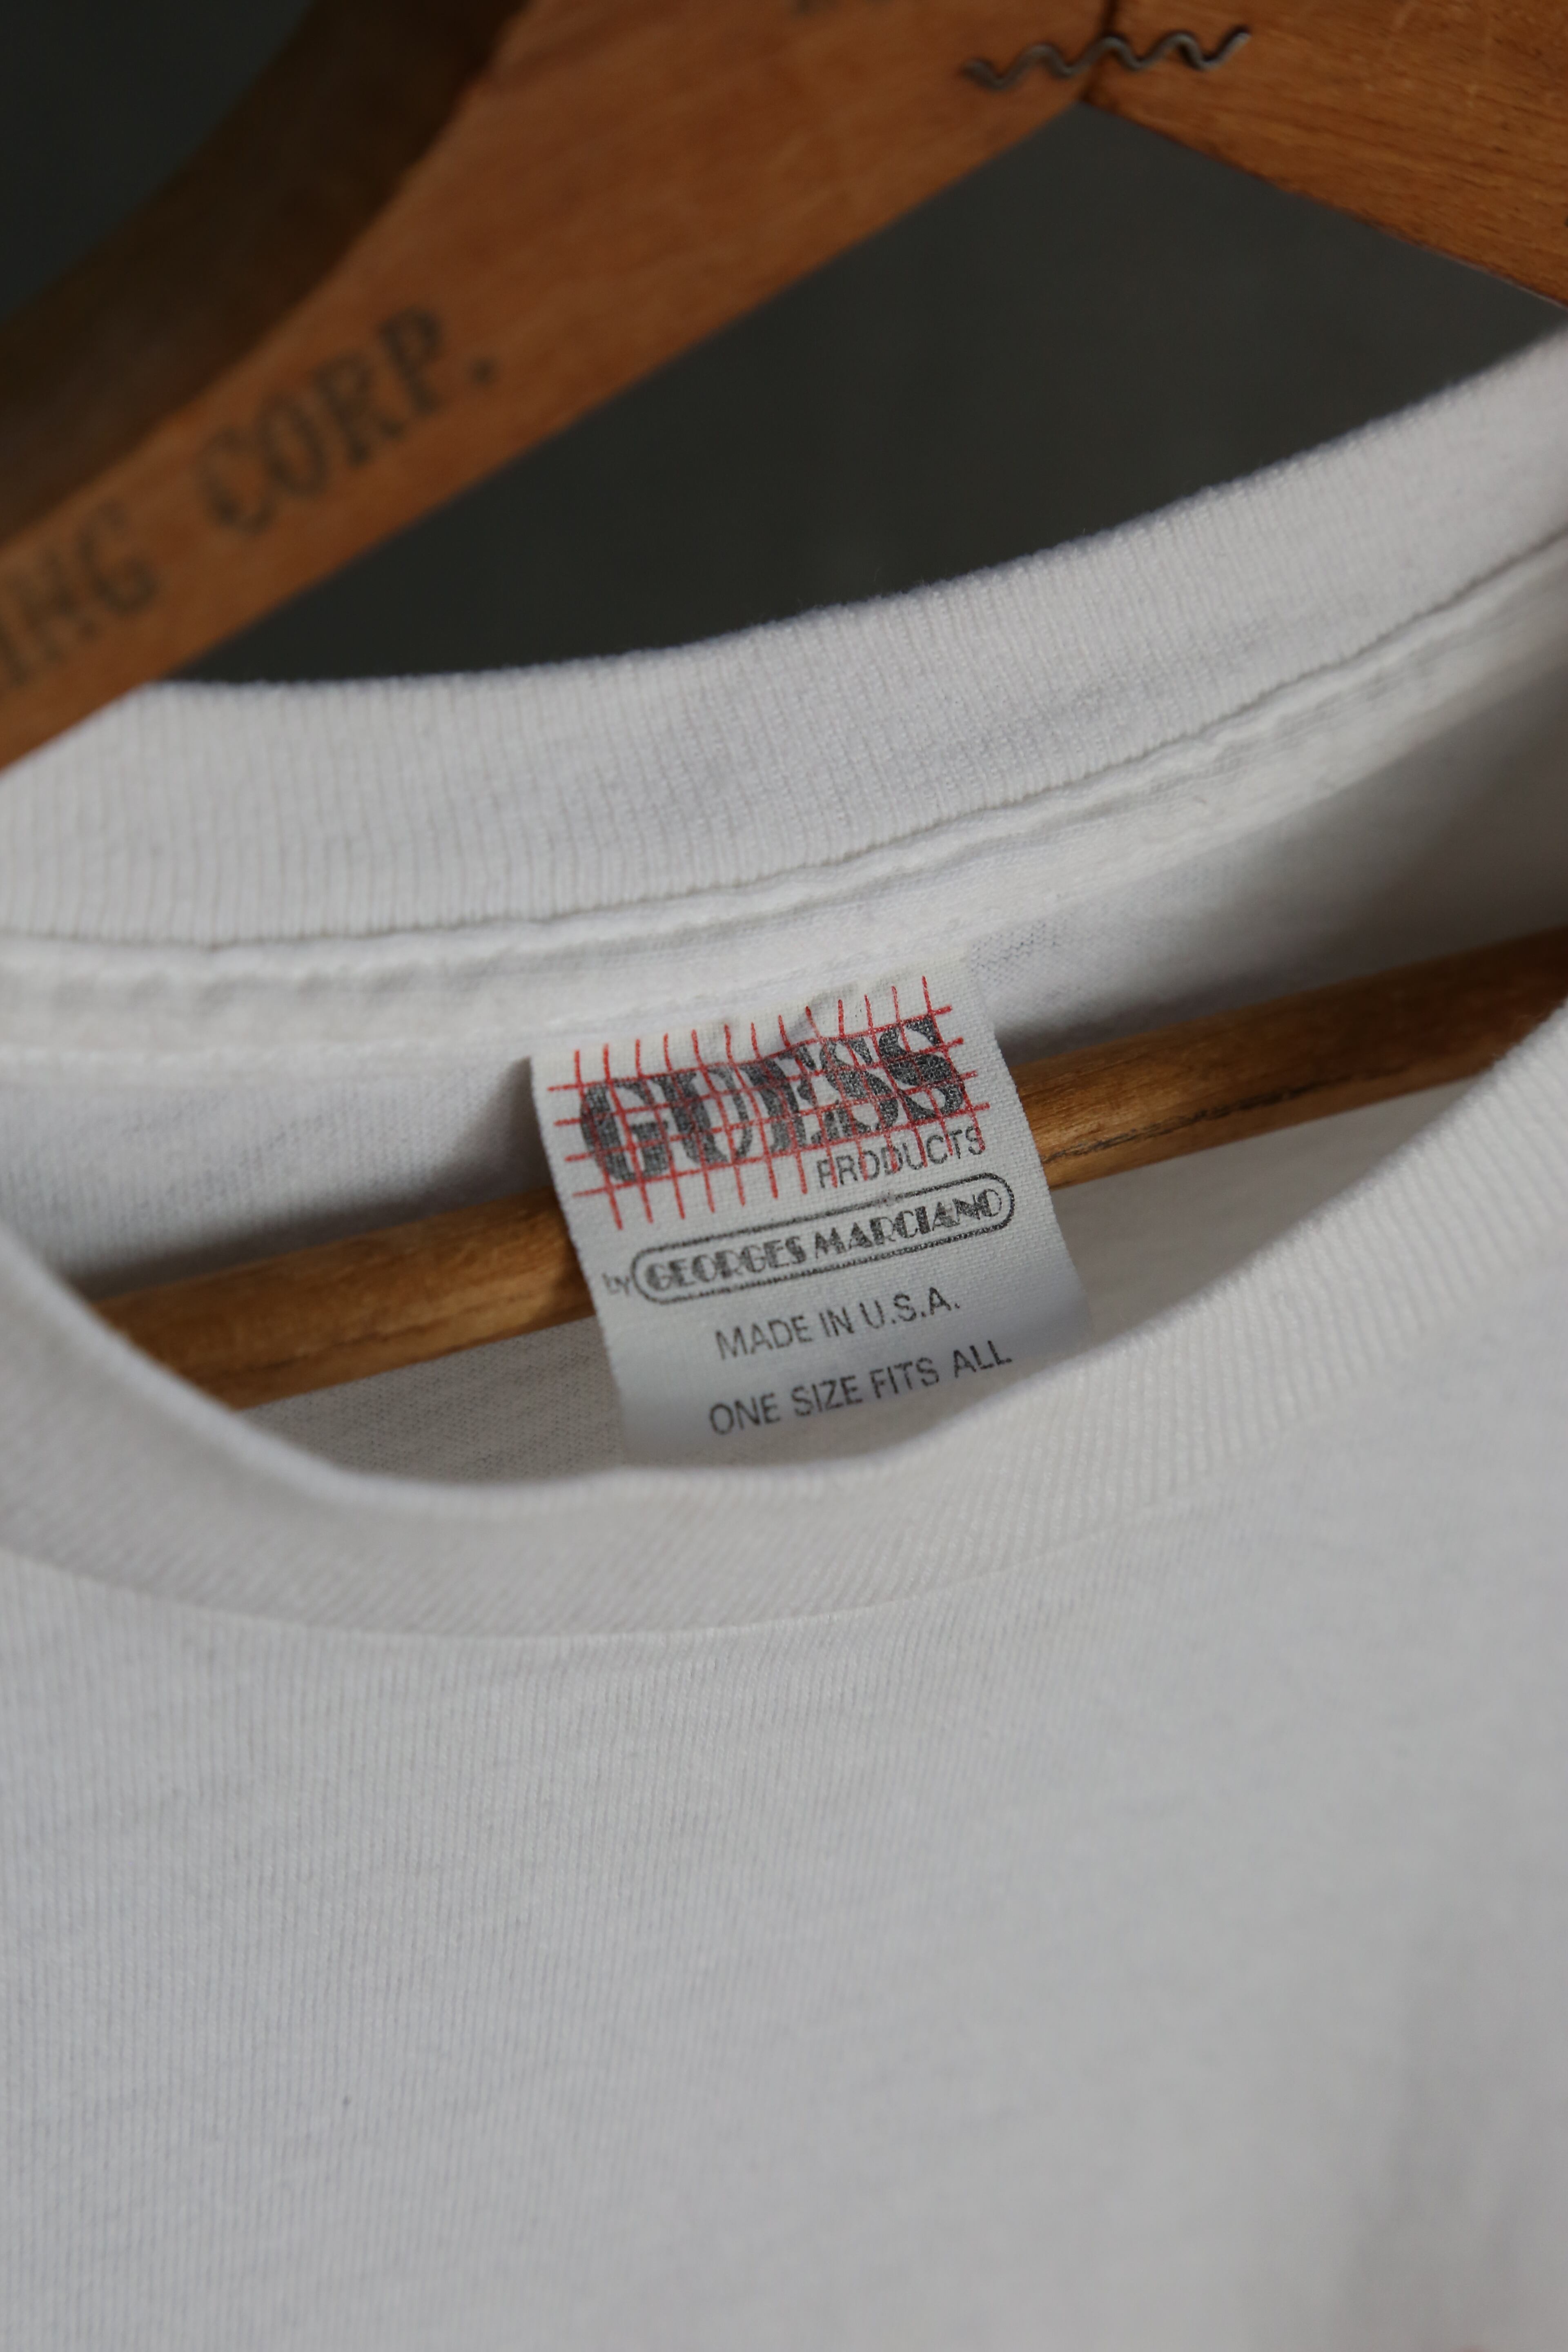 CORP.
GUESS
PRODUCTS
by GEORGES MARCIANO
MADE IN U.S.A.
ONE SIZE FITS ALL